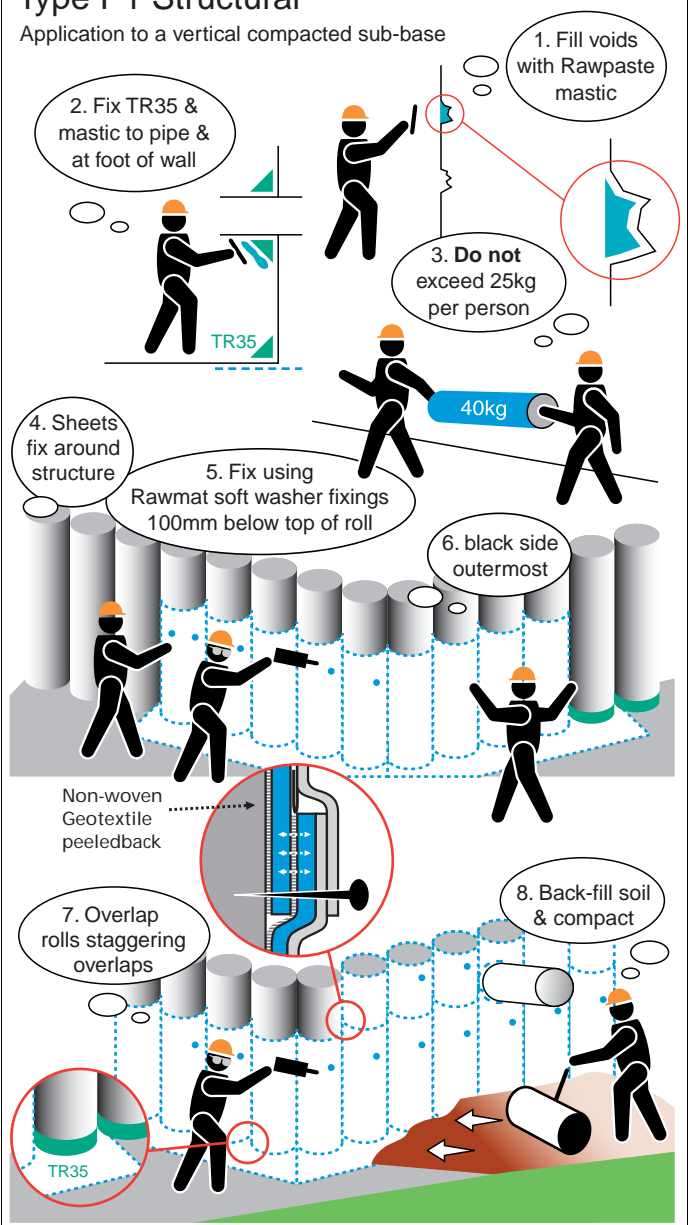 Type P1 Structural
Application to a vertical compacted sub-base
1. Fill voids
with Rawpaste
mastic
2. Fix TR35 &
mastic to pipe &
at foot of wall
3. Do not
exceed 25kg
per person
TR35
40kg
4. Sheets
fix around
structure
5. Fix using
Rawmat soft washer fixings
100mm below top of roll
6. black side
outermost
Non-woven
Geotextile
peeledback
7. Overlap
rolls staggering
overlaps
8. Back-fill soil
& compact
TR35